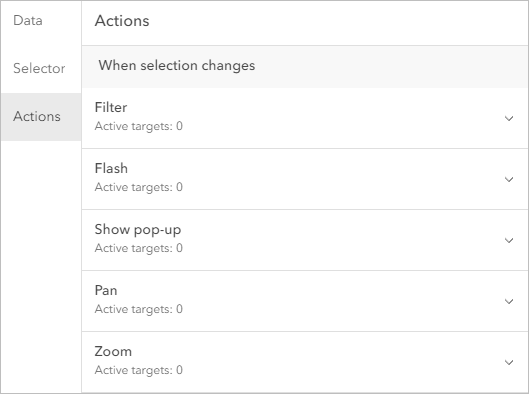 Data
Selector
Actions
Actions
When selection changes
Filter
Active targets: 0
Flash
Active targets: 0
Show pop-up
Active targets: 0
Pan
Active targets: 0
Zoom
Active targets: 0